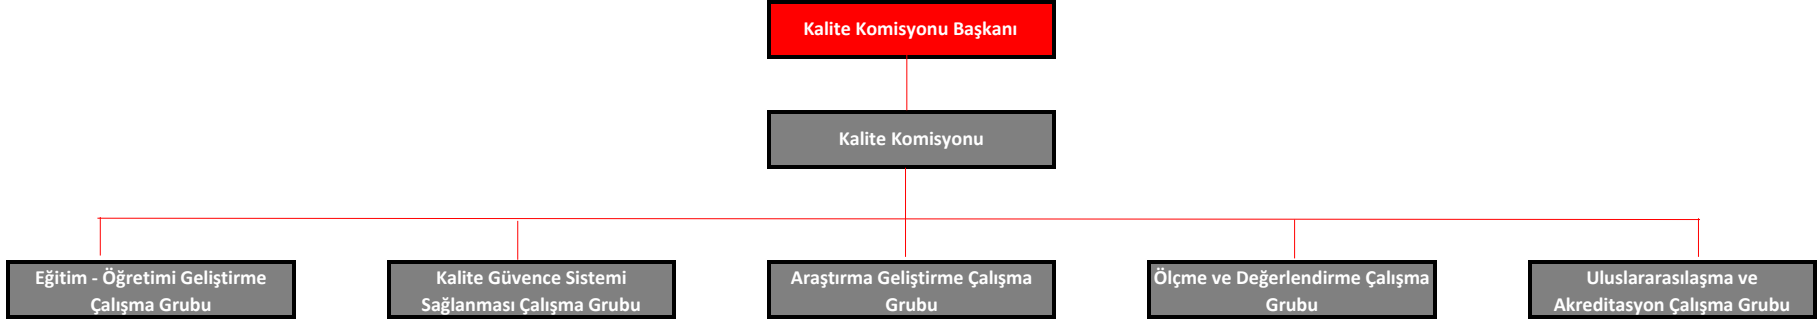 Kalite Komisyonu Başkanı
Kalite Komisyonu
Eğitim - Öğretimi Geliştirme
Çalışma Grubu
Kalite Güvence Sistemi
Sağlanması Çalışma Grubu
Araştırma Geliştirme Çalışma
Grubu
Ölçme ve Değerlendirme Çalışma
Grubu
Uluslararasılaşma ve
Akreditasyon Çalışma Grubu